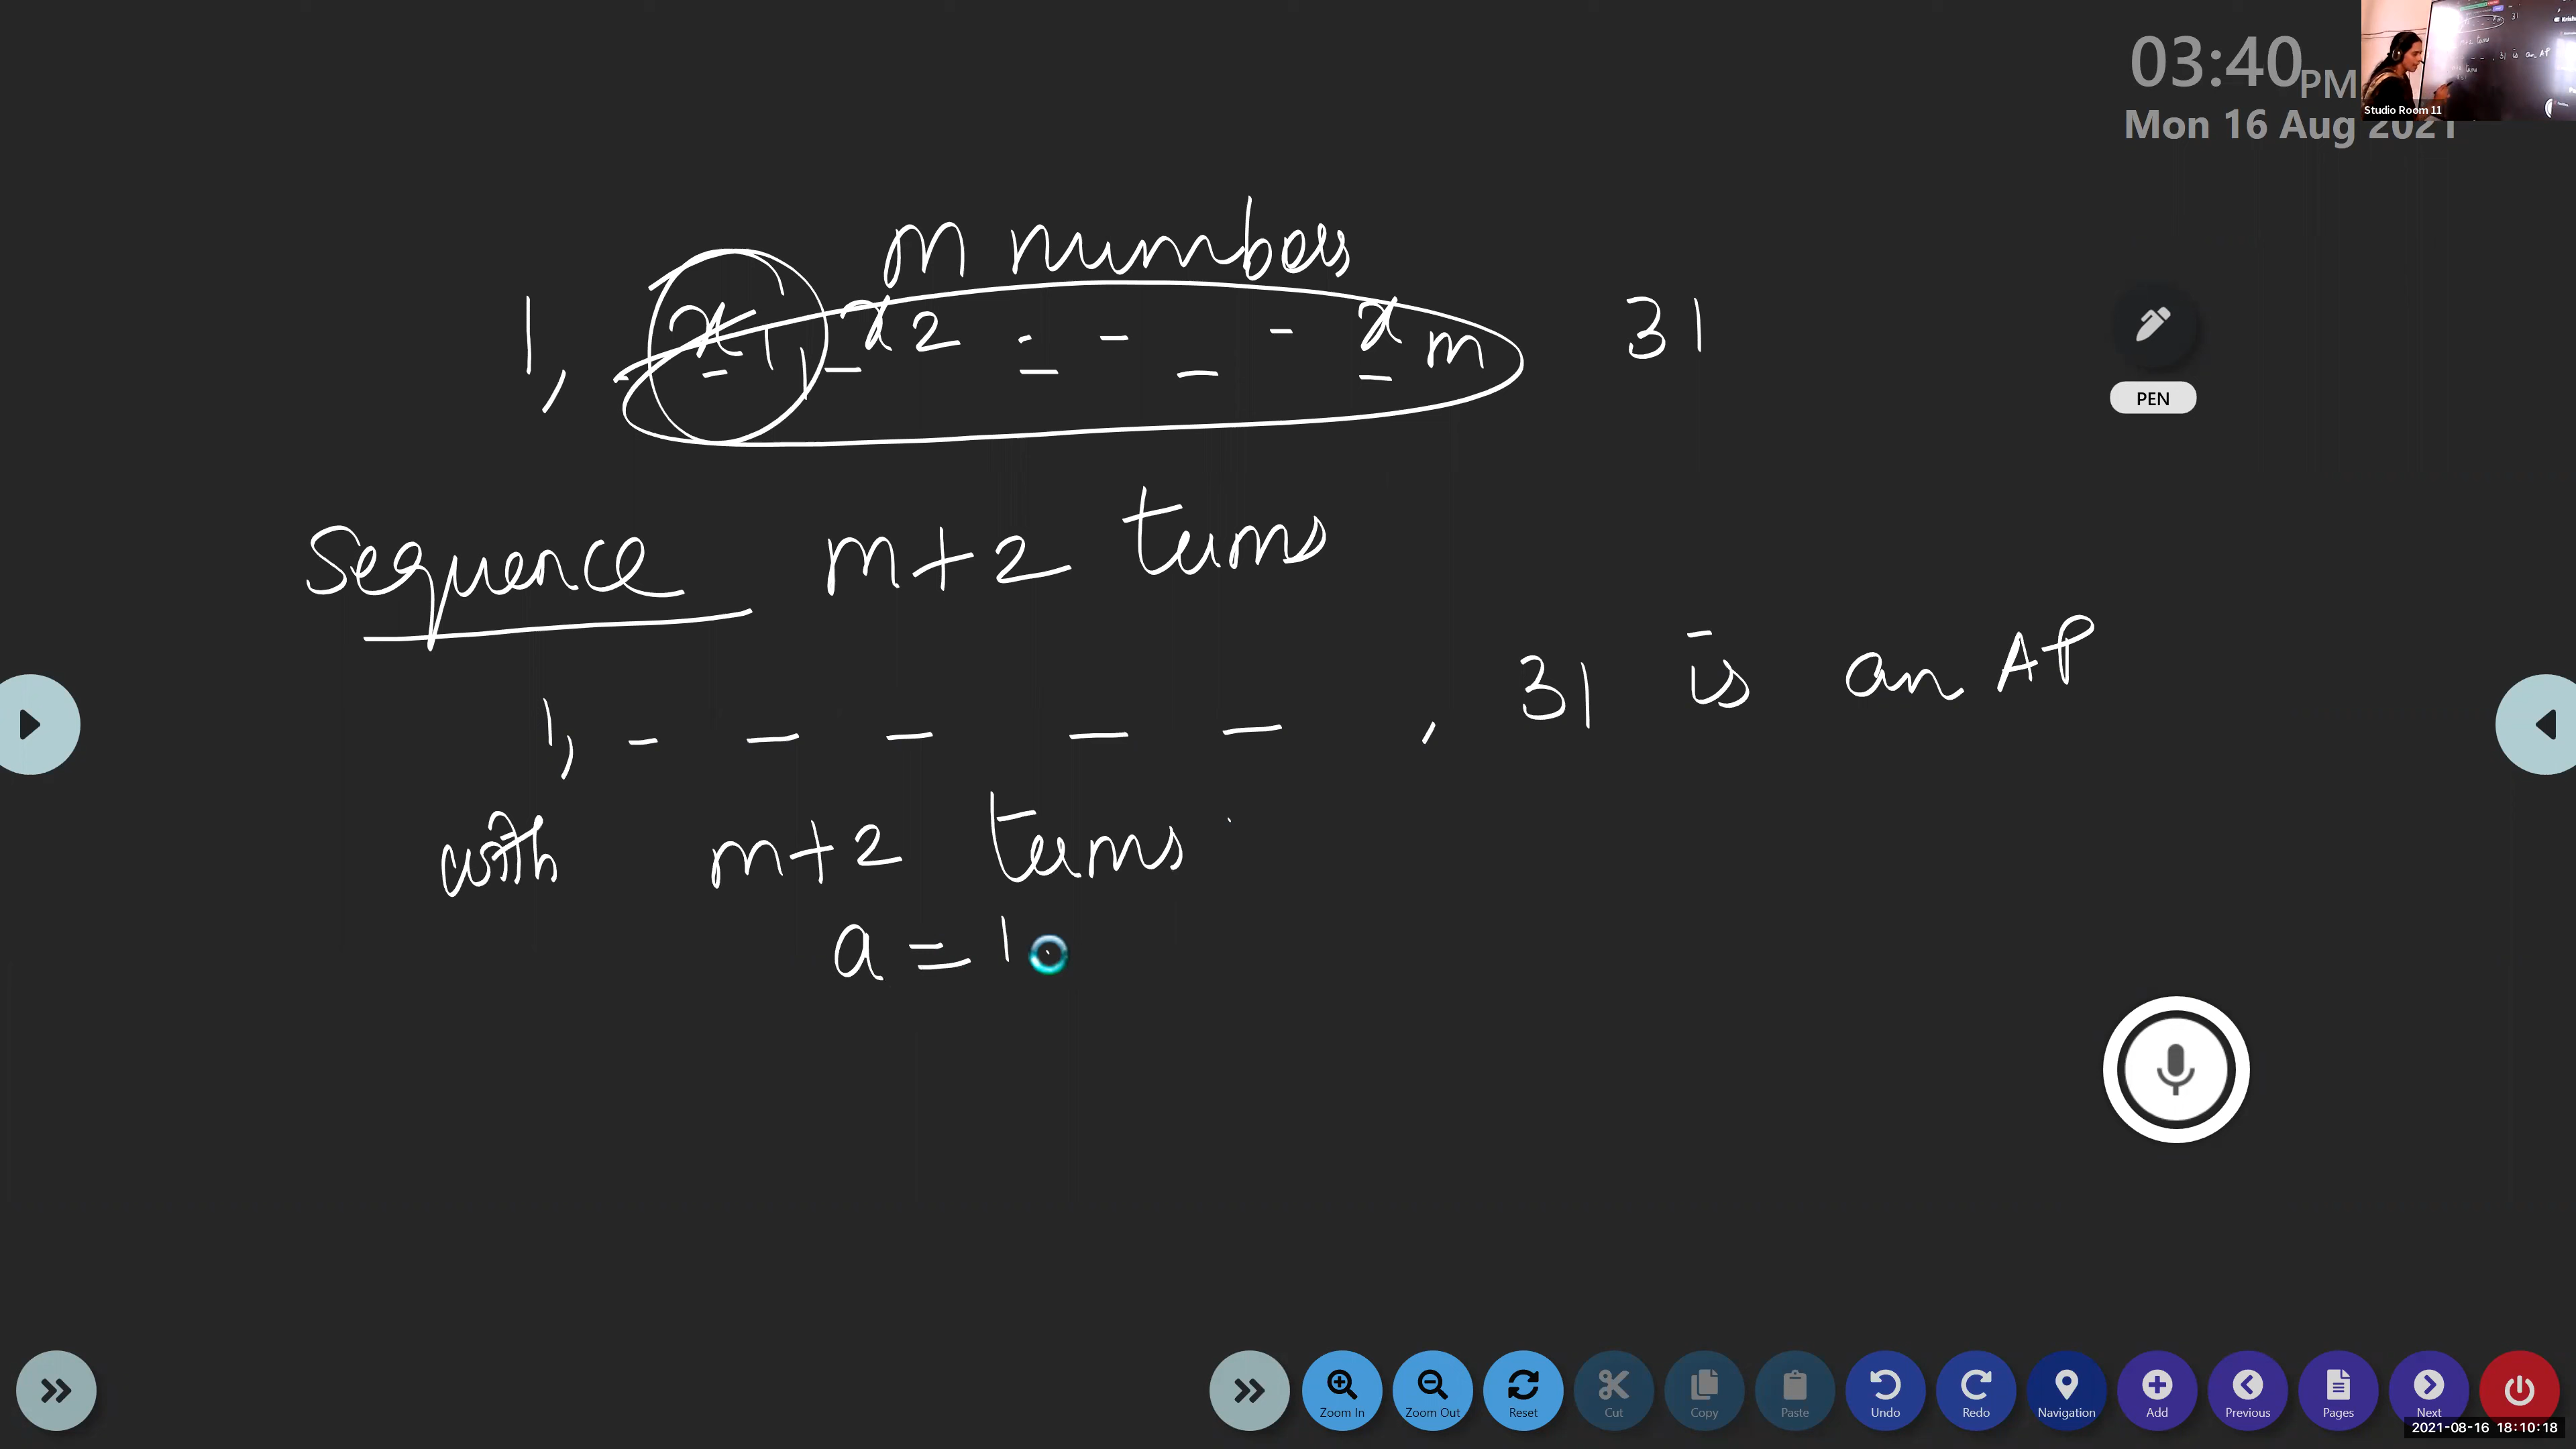 03:40 PM
Mon 16 Aug 2021
Studio Room 11
m numbers
1, x1, x2 - - - xm 31
PEN
Sequence m+2 terms
1, - - - - - , 31 is an AP
with m+2 terms
a = 1
Zoom In Zoom Out Reset Cut Copy Paste Undo Redo Navigation Add Previous Pages Next
2021-08-16 18:10:18